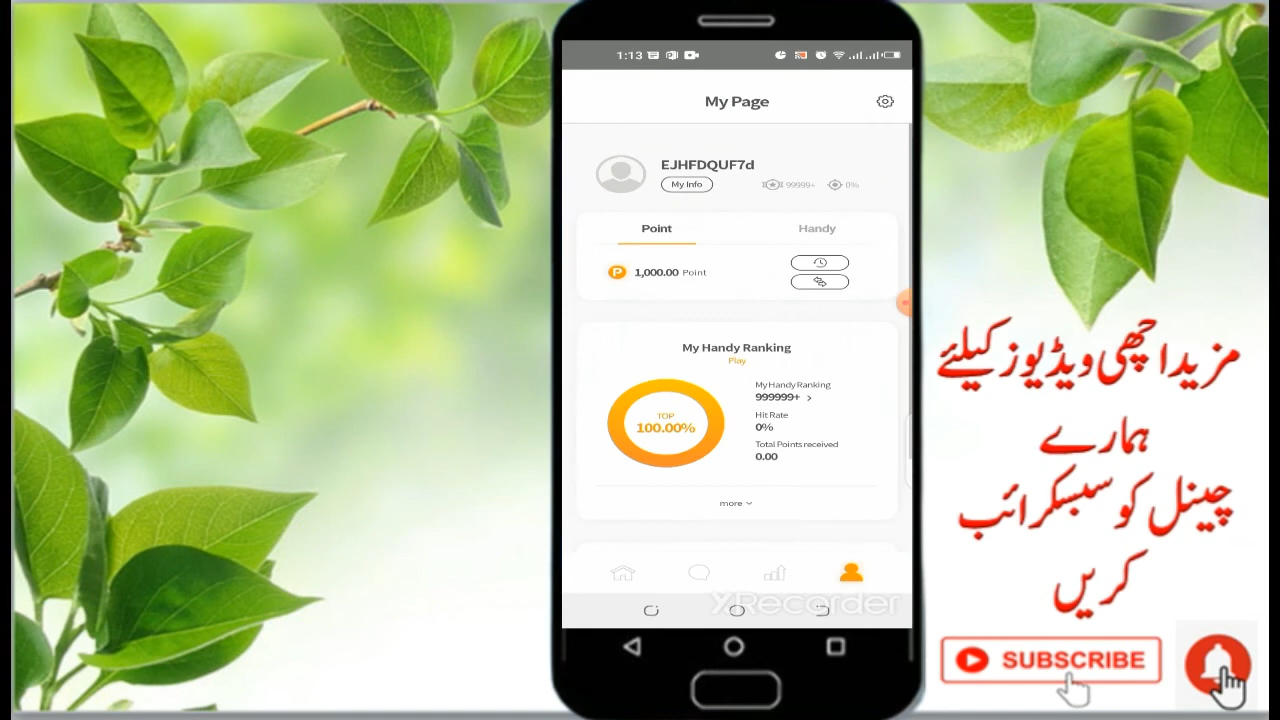 1:13
My Page
EJHFDQUF7d
My Info
99999+
0%
Point
Handy
P
1,000.00 Point
My Handy Ranking
Play
TOP
100.00%
My Handy Ranking
999999+ >
Hit Rate
0%
Total Points received
0.00
more
XRecorder
مزید اچھی ویڈیوز کیلئے
ہمارے
چینل کو سبسکرائب
کریں
SUBSCRIBE